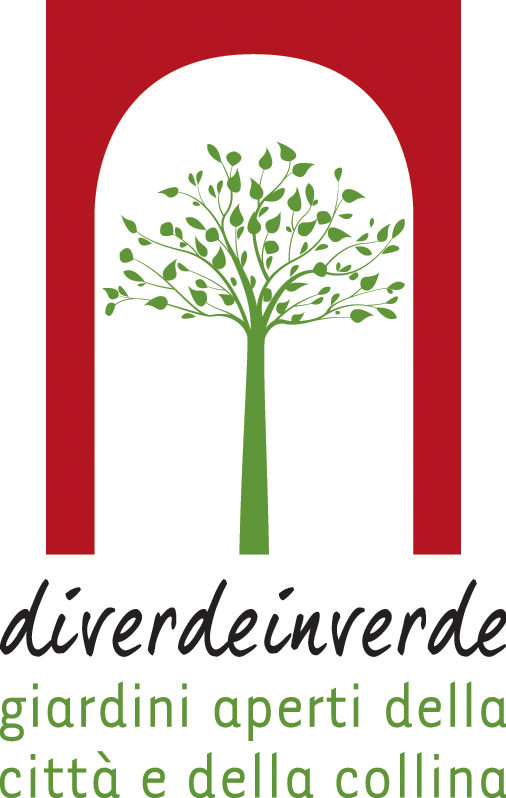 diverdeinverde
giardini aperti della
città e della collina